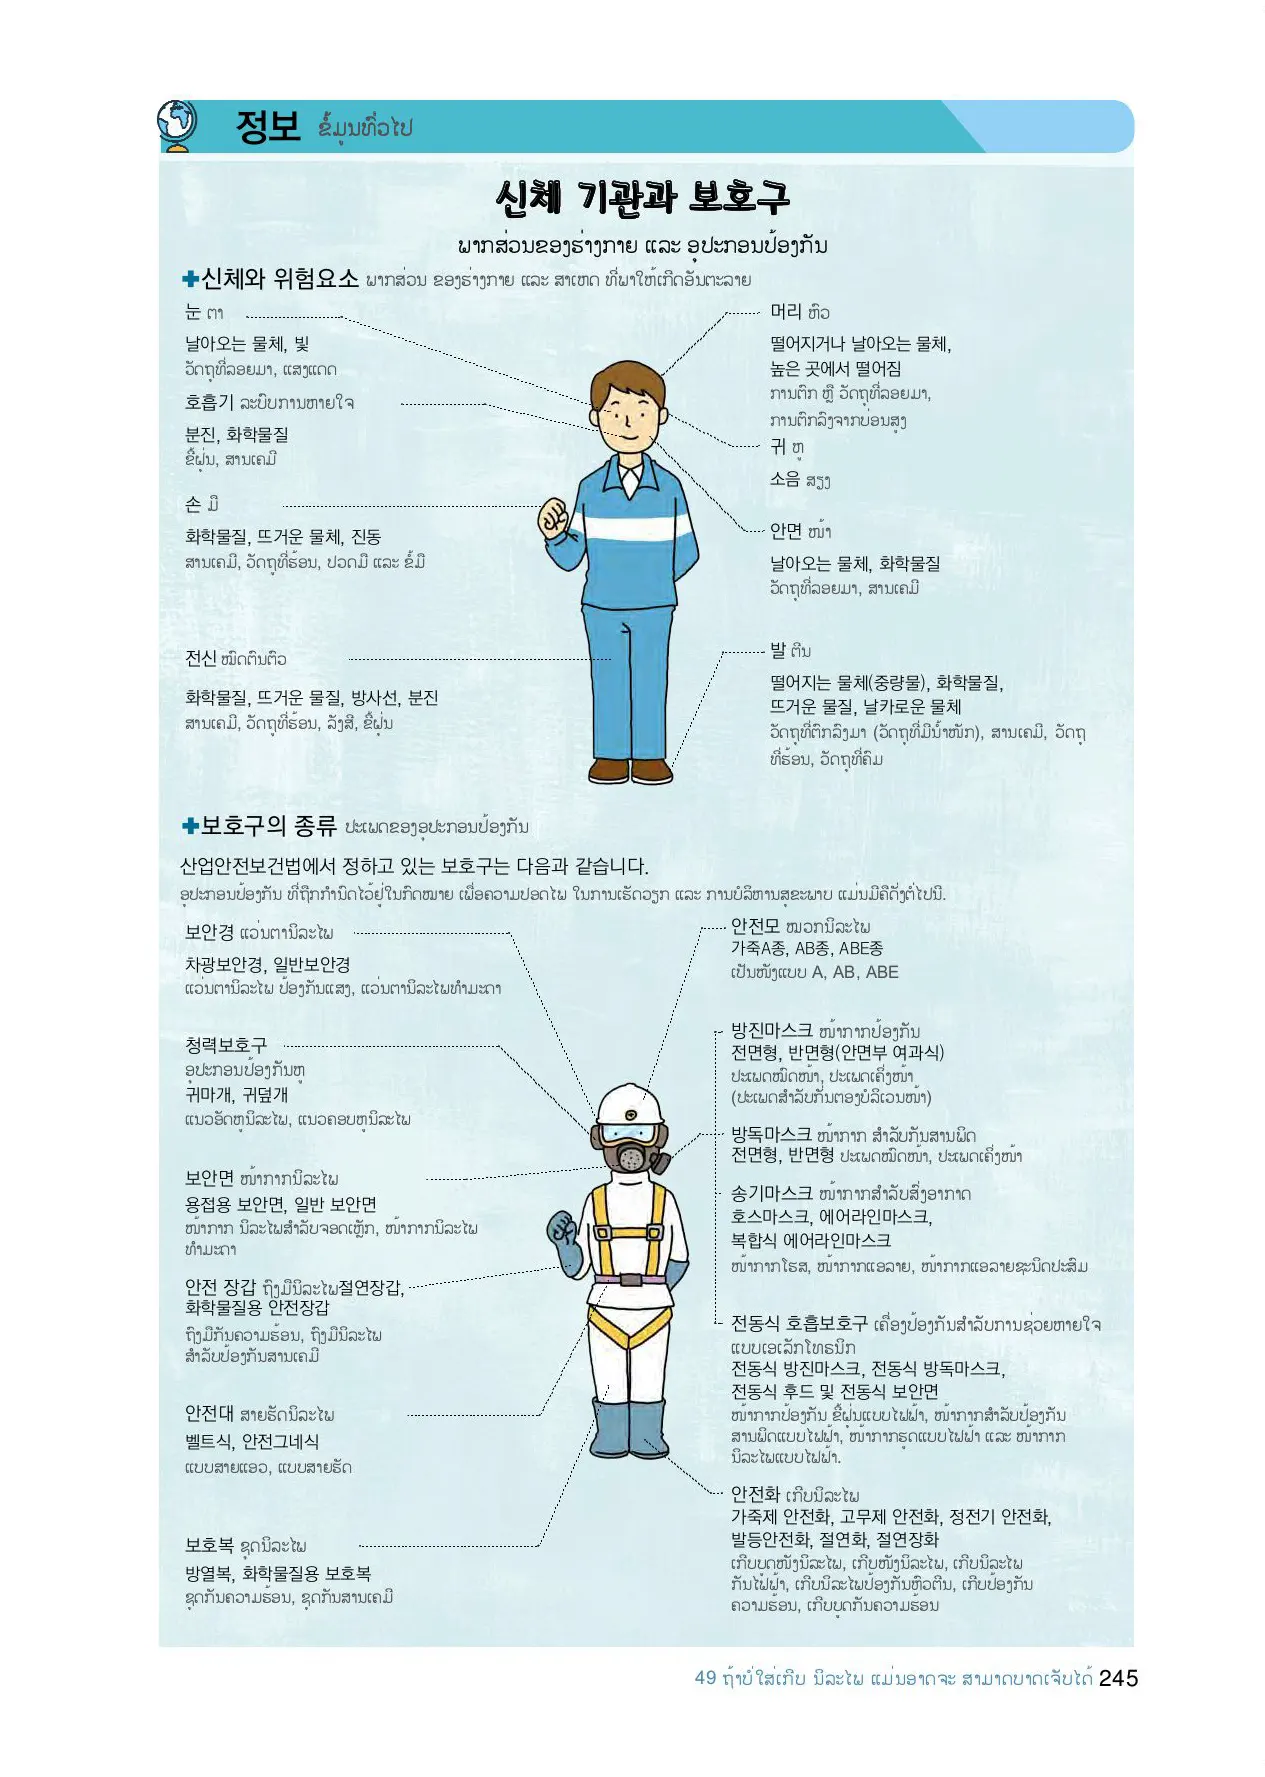 정보 ຂໍ້ມູນທົ່ວໄປ
신체 기관과 보호구
ພາກສ່ວນຂອງຮ່າງກາຍ ແລະ ອຸປະກອນປ້ອງກັນ
✚신체와 위험요소 ພາກສ່ວນ ຂອງຮ່າງກາຍ ແລະ ສາເຫດ ທີ່ພາໃຫ້ເກີດອັນຕະລາຍ
눈 ຕາ
날아오는 물체, 빛
ວັດຖຸທີ່ລອຍມາ, ແສງແດດ
호흡기 ລະບົບການຫາຍໃຈ
분진, 화학물질
ຂີ້ຝຸ່ນ, ສານເຄມີ
손 ມື
화학물질, 뜨거운 물체, 진동
ສານເຄມີ, ວັດຖຸທີ່ຮ້ອນ, ປວດມື ແລະ ຂໍ້ມື
전신 ໝົດຕົນຕົວ
화학물질, 뜨거운 물질, 방사선, 분진
ສານເຄມີ, ວັດຖຸທີ່ຮ້ອນ, ລັງສີ, ຂີ້ຝຸ່ນ
머리 ຫົວ
떨어지거나 날아오는 물체,
높은 곳에서 떨어짐
ການຕົກ ຫຼື ວັດຖຸທີ່ລອຍມາ,
ການຕົກລົງຈາກບ່ອນສູງ
귀 ຫູ
소음 ສຽງ
안면 ໜ້າ
날아오는 물체, 화학물질
ວັດຖຸທີ່ລອຍມາ, ສານເຄມີ
발 ຕີນ
떨어지는 물체(중량물), 화학물질,
뜨거운 물질, 날카로운 물체
ວັດຖຸທີ່ຕົກລົງມາ (ວັດຖຸທີ່ມີນ້ຳໜັກ), ສານເຄມີ, ວັດຖຸ
ທີ່ຮ້ອນ, ວັດຖຸທີ່ຄົມ
✚보호구의 종류 ປະເພດຂອງອຸປະກອນປ້ອງກັນ
산업안전보건법에서 정하고 있는 보호구는 다음과 같습니다.
ອຸປະກອນປ້ອງກັນ ທີ່ຖືກກຳນົດໄວ້ຢູ່ໃນກົດໝາຍ ເພື່ອຄວາມປອດໄພ ໃນການເຮັດວຽກ ແລະ ການບໍລິຫານສຸຂະພາບ ແມ່ນມີຄືດັ່ງຕໍ່ໄປນີ້.
보안경 ແວ່ນຕານິລະໄພ
차광보안경, 일반보안경
ແວ່ນຕານິລະໄພ ປ້ອງກັນແສງ, ແວ່ນຕານິລະໄພທຳມະດາ
청력보호구
ອຸປະກອນປ້ອງກັນຫູ
귀마개, 귀덮개
ແນວອັດຫູນິລະໄພ, ແນວຄອບຫູນິລະໄພ
보안면 ໜ້າກາກນິລະໄພ
용접용 보안면, 일반 보안면
ໜ້າກາກ ນິລະໄພສຳລັບຈອດເຫຼັກ, ໜ້າກາກນິລະໄພ
ທຳມະດາ
안전 장갑 ຖົງມືນິລະໄພ절연장갑,
화학물질용 안전장갑
ຖົງມືກັນຄວາມຮ້ອນ, ຖົງມືນິລະໄພ
ສຳລັບປ້ອງກັນສານເຄມີ
안전대 ສາຍຮັດນິລະໄພ
벨트식, 안전그네식
ແບບສາຍແອວ, ແບບສາຍຮັດ
보호복 ຊຸດນິລະໄພ
방열복, 화학물질용 보호복
ຊຸດກັນຄວາມຮ້ອນ, ຊຸດກັນສານເຄມີ
안전모 ໝວກນິລະໄພ
가죽A종, AB종, ABE종
ເປັນໜັງແບບ A, AB, ABE
방진마스크 ໜ້າກາກປ້ອງກັນ
전면형, 반면형(안면부 여과식)
ປະເພດໝົດໜ້າ, ປະເພດເຄິ່ງໜ້າ
(ປະເພດສຳລັບກັ່ນຕອງບໍລິເວນໜ້າ)
방독마스크 ໜ້າກາກ ສຳລັບກັນສານພິດ
전면형, 반면형 ປະເພດໝົດໜ້າ, ປະເພດເຄິ່ງໜ້າ
송기마스크 ໜ້າກາກສຳລັບສົ່ງອາກາດ
호스마스크, 에어라인마스크,
복합식 에어라인마스크
ໜ້າກາກໂຮສ, ໜ້າກາກແອລາຍ, ໜ້າກາກແອລາຍຊະນິດປະສົມ
전동식 호흡보호구 ເຄື່ອງປ້ອງກັນສຳລັບການຊ່ວຍຫາຍໃຈ
ແບບເອເລັກໂທຣນິກ
전동식 방진마스크, 전동식 방독마스크,
전동식 후드 및 전동식 보안면
ໜ້າກາກປ້ອງກັນ ຂີ້ຝຸ່ນແບບໄຟຟ້າ, ໜ້າກາກສຳລັບປ້ອງກັນ
ສານພິດແບບໄຟຟ້າ, ໜ້າກາກຮູດແບບໄຟຟ້າ ແລະ ໜ້າກາກ
ນິລະໄພແບບໄຟຟ້າ.
안전화 ເກີບນິລະໄພ
가죽제 안전화, 고무제 안전화, 정전기 안전화,
발등안전화, 절연화, 절연장화
ເກີບບູດໜັງນິລະໄພ, ເກີບໜັງນິລະໄພ, ເກີບນິລະໄພ
ກັນໄຟຟ້າ, ເກີບນິລະໄພປ້ອງກັນຫົວຕີນ, ເກີບປ້ອງກັນ
ຄວາມຮ້ອນ, ເກີບບູດກັນຄວາມຮ້ອນ
49 ຖ້າບໍ່ໃສ່ເກີບ ນິລະໄພ ແມ່ນອາດຈະ ສາມາດບາດເຈັບໄດ້ 245